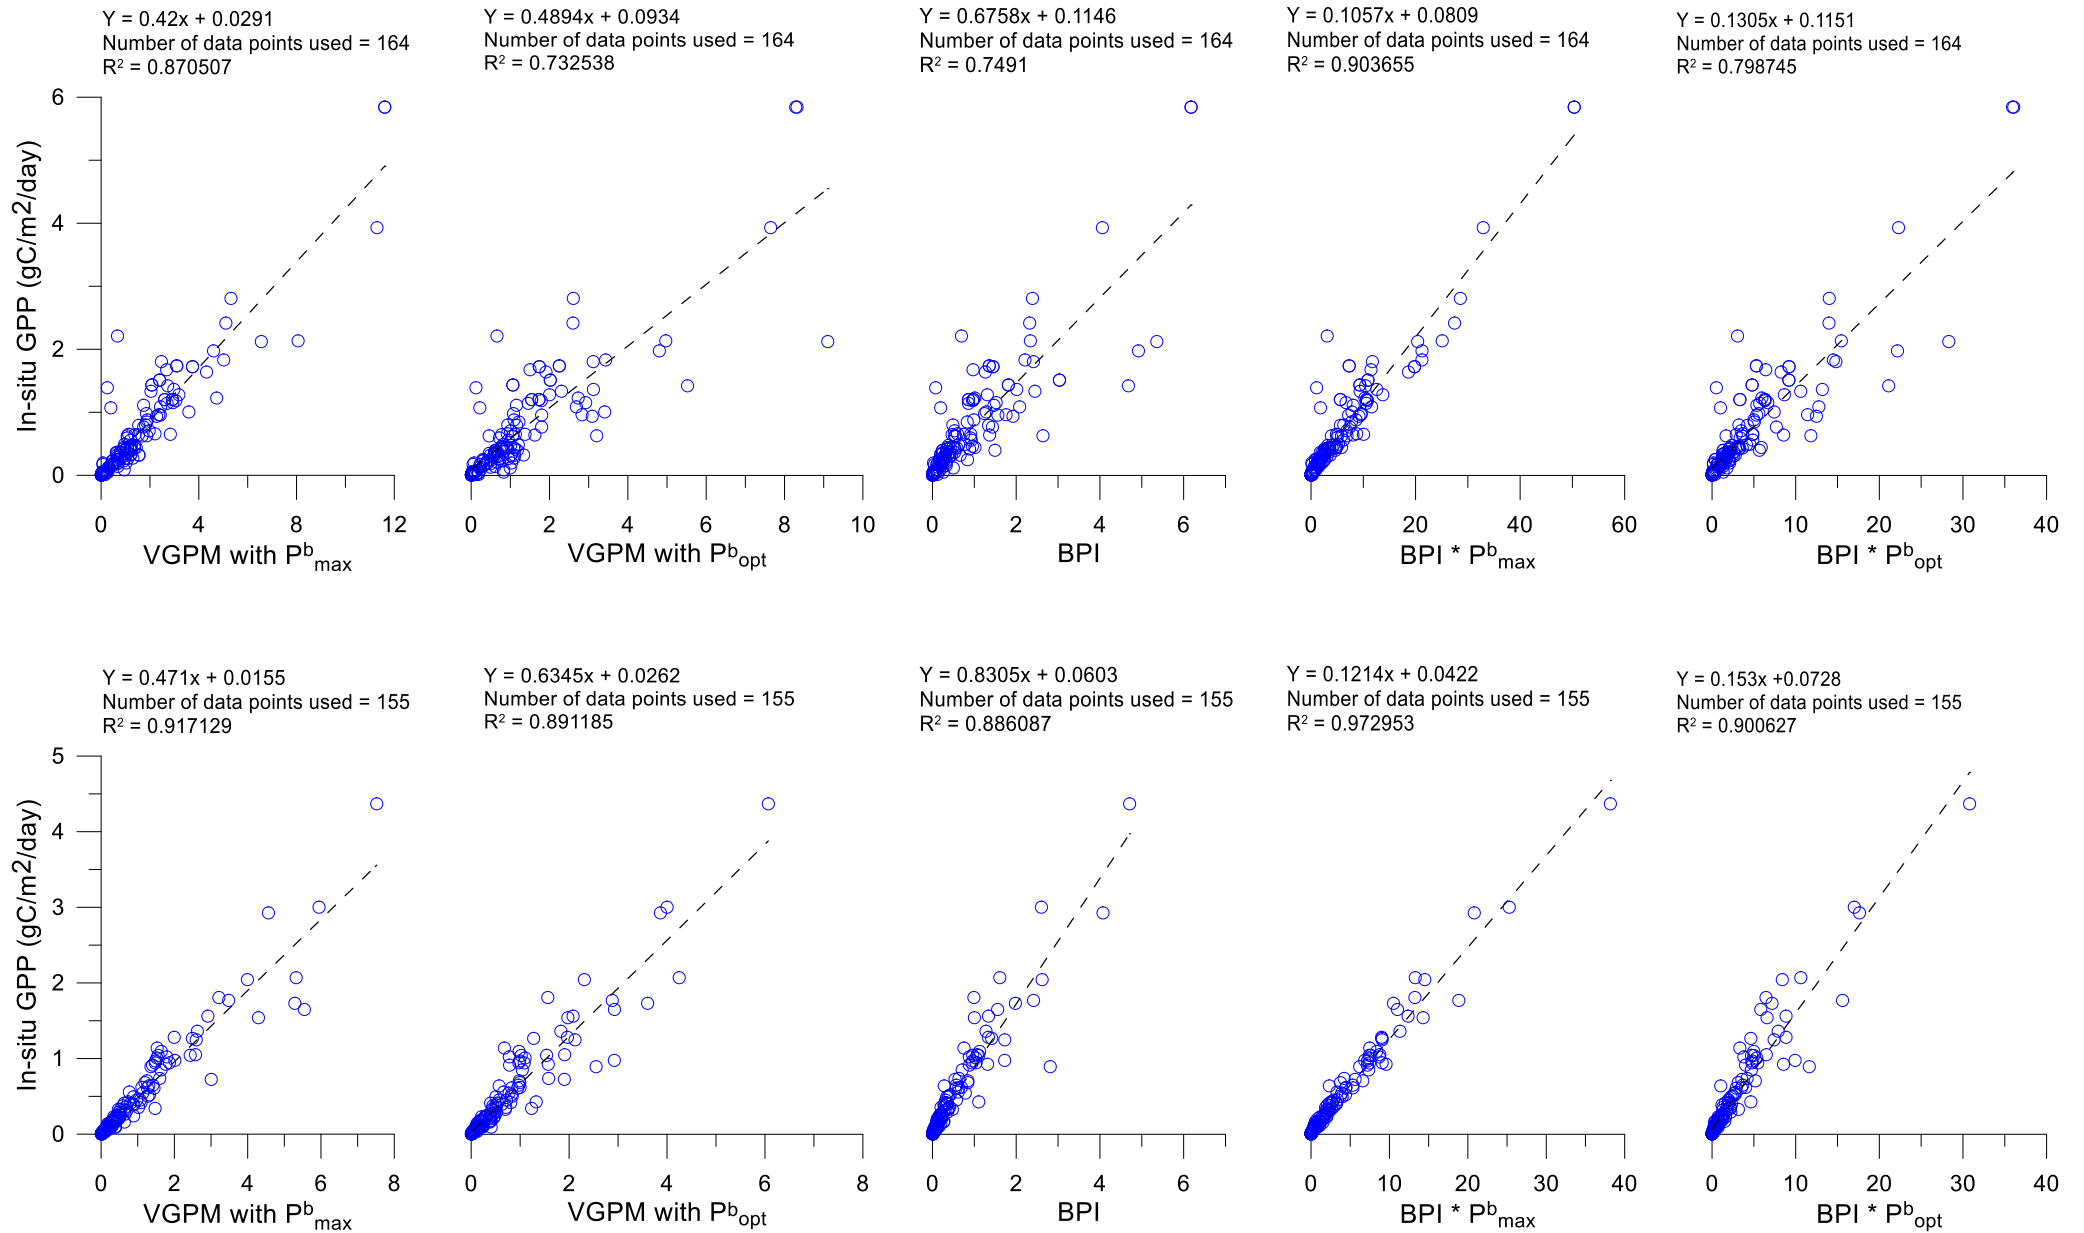 Y = 0.42x + 0.0291
Number of data points used = 164
R² = 0.870507
Y = 0.4894x + 0.0934
Number of data points used = 164
R² = 0.732538
Y = 0.6758x + 0.1146
Number of data points used = 164
R² = 0.7491
Y = 0.1057x + 0.0809
Number of data points used = 164
R² = 0.903655
Y = 0.1305x + 0.1151
Number of data points used = 164
R² = 0.798745
In-situ GPP (gC/m2/day)
6
4
2
0
0 4 8 12
VGPM with Pᵇmax
0 2 4 6 8 10
VGPM with Pᵇopt
0 2 4 6
BPI
0 20 40 60
BPI * Pᵇmax
0 10 20 30 40
BPI * Pᵇopt
Y = 0.471x + 0.0155
Number of data points used = 155
R² = 0.917129
Y = 0.6345x + 0.0262
Number of data points used = 155
R² = 0.891185
Y = 0.8305x + 0.0603
Number of data points used = 155
R² = 0.886087
Y = 0.1214x + 0.0422
Number of data points used = 155
R² = 0.972953
Y = 0.153x +0.0728
Number of data points used = 155
R² = 0.900627
In-situ GPP (gC/m2/day)
5
4
3
2
1
0
0 2 4 6 8
VGPM with Pᵇmax
0 2 4 6 8
VGPM with Pᵇopt
0 2 4 6
BPI
0 10 20 30 40
BPI * Pᵇmax
0 10 20 30 40
BPI * Pᵇopt